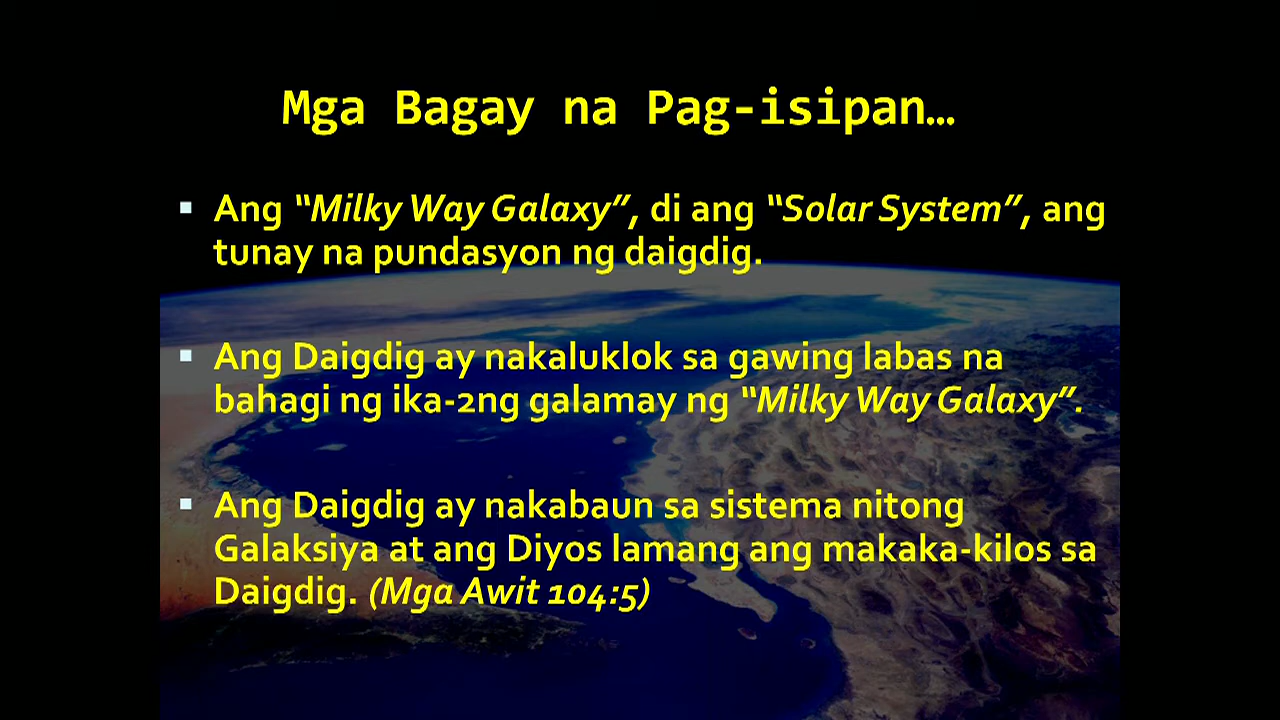 Mga Bagay na Pag-isipan…
▪ Ang “Milky Way Galaxy”, di ang “Solar System”, ang
tunay na pundasyon ng daigdig.
▪ Ang Daigdig ay nakaluklok sa gawing labas na
bahagi ng ika-2ng galamay ng “Milky Way Galaxy”.
▪ Ang Daigdig ay nakabaun sa sistema nitong
Galaksiya at ang Diyos lamang ang makaka-kilos sa
Daigdig. (Mga Awit 104:5)